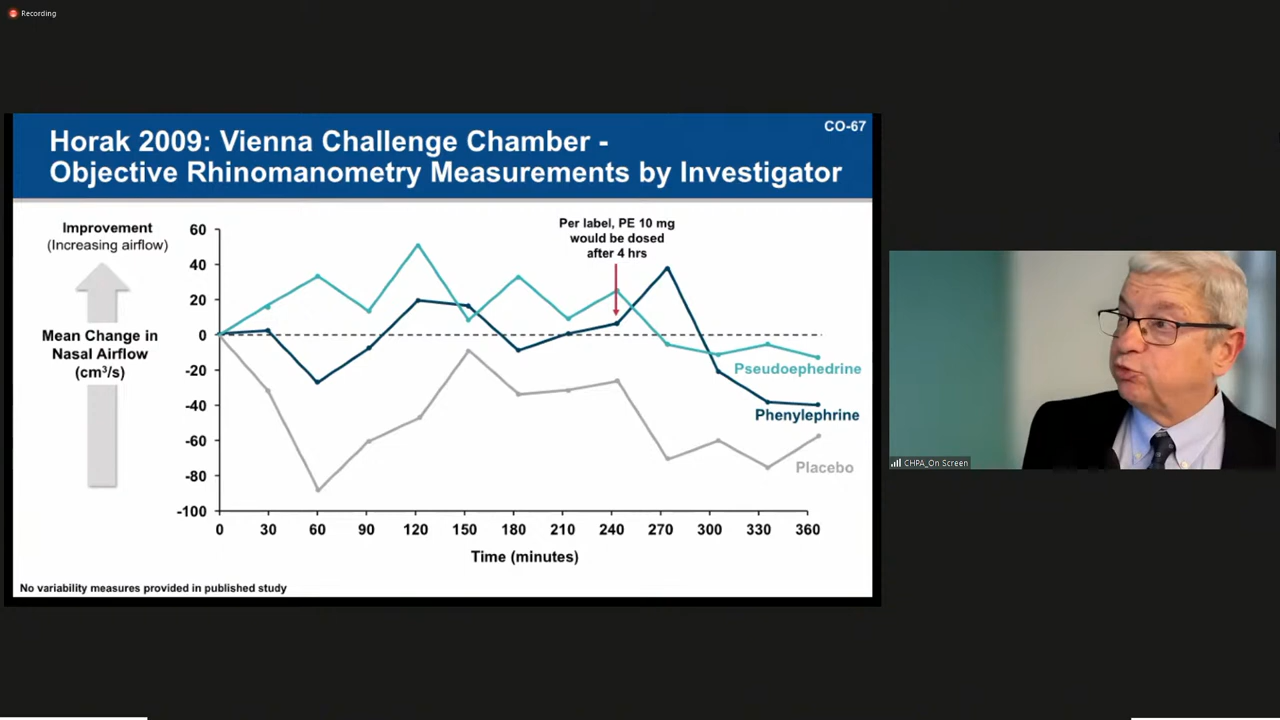 Recording
CO-67
Horak 2009: Vienna Challenge Chamber -
Objective Rhinomanometry Measurements by Investigator
Improvement
(Increasing airflow)
Mean Change in
Nasal Airflow
(cm³/s)
60
40
20
0
-20
-40
-60
-80
-100
Per label, PE 10 mg
would be dosed
after 4 hrs
Pseudoephedrine
Phenylephrine
Placebo
0 30 60 90 120 150 180 210 240 270 300 330 360
Time (minutes)
No variability measures provided in published study
CHPA_On Screen